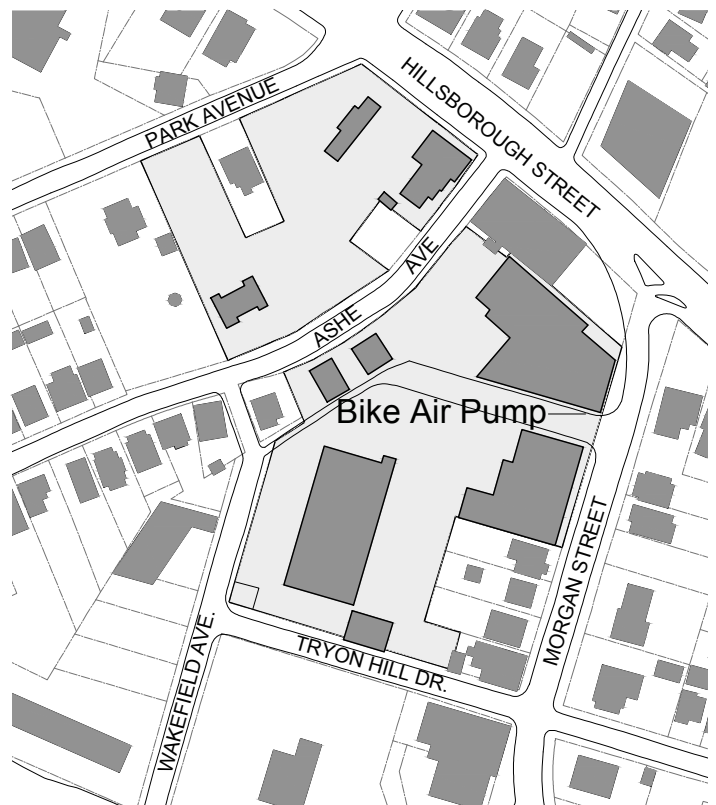 HILLSBOROUGH STREET
PARK AVENUE
ASHE AVE
Bike Air Pump
MORGAN STREET
WAKEFIELD AVE.
TRYON HILL DR.